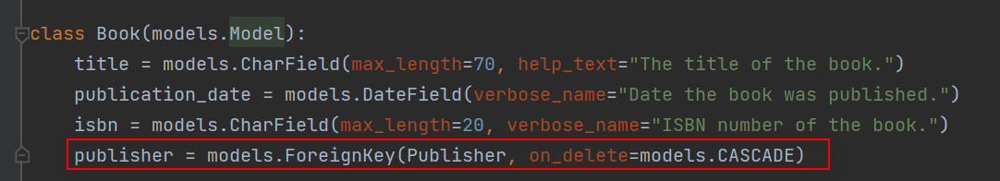 class Book(models.Model):
    title = models.CharField(max_length=70, help_text="The title of the book.")
    publication_date = models.DateField(verbose_name="Date the book was published.")
    isbn = models.CharField(max_length=20, verbose_name="ISBN number of the book.")
    publisher = models.ForeignKey(Publisher, on_delete=models.CASCADE)